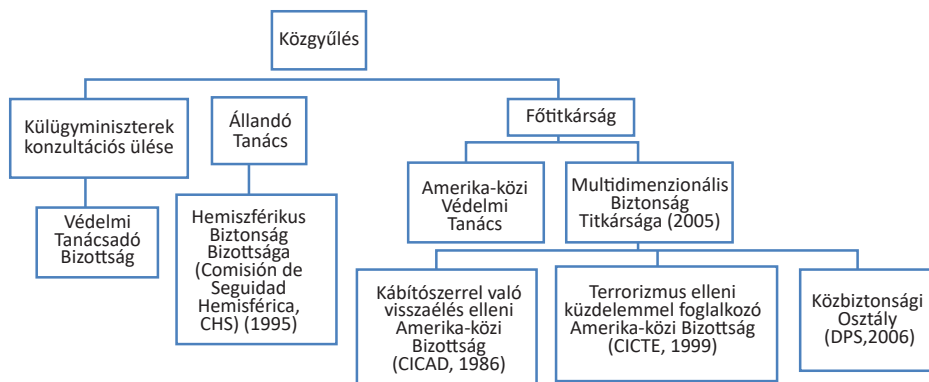 Közgyűlés
Külügyminiszterek
konzultációs ülése
Állandó
Tanács
Főtitkárság
Védelmi
Tanácsadó
Bizottság
Hemiszférikus
Biztonság
Bizottsága
(Comisión de
Seguidad
Hemisférica,
CHS) (1995)
Amerika-közi
Védelmi
Tanács
Multidimenzionális
Biztonság
Titkársága (2005)
Kábítószerrel való
visszaélés elleni
Amerika-közi
Bizottság
(CICAD, 1986)
Terrorizmus elleni
küzdelemmel foglalkozó
Amerika-közi Bizottság
(CICTE, 1999)
Közbiztonsági
Osztály
(DPS,2006)